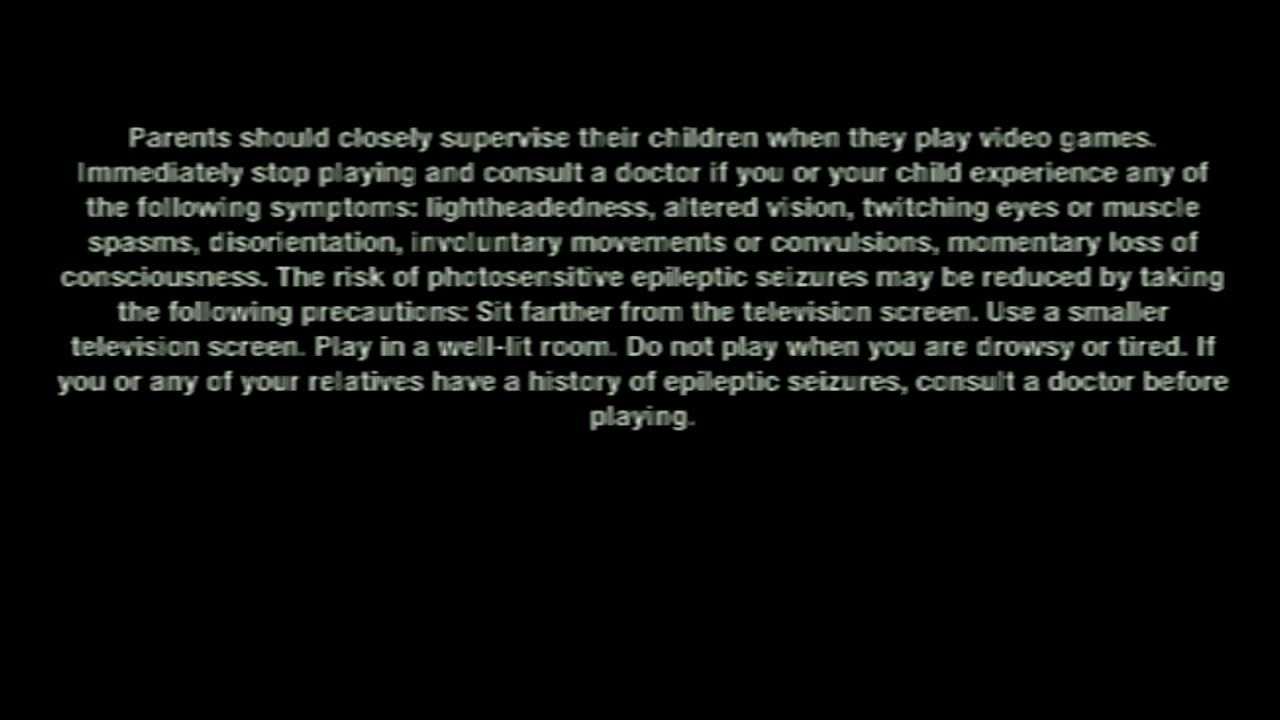 Parents should closely supervise their children when they play video games.
Immediately stop playing and consult a doctor if you or your child experience any of
the following symptoms: lightheadedness, altered vision, twitching eyes or muscle
spasms, disorientation, involuntary movements or convulsions, momentary loss of
consciousness. The risk of photosensitive epileptic seizures may be reduced by taking
the following precautions: Sit farther from the television screen. Use a smaller
television screen. Play in a well-lit room. Do not play when you are drowsy or tired. If
you or any of your relatives have a history of epileptic seizures, consult a doctor before
playing.